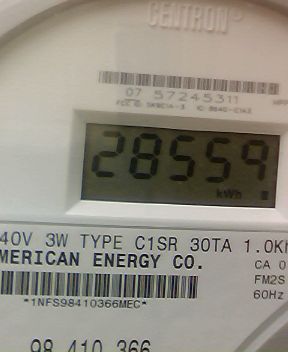 CENTRON®
07 57245311
28559
kWh
40V 3W TYPE C1SR 30TA 1.0Kh
MERICAN ENERGY CO.
CA 0
FM2S
60Hz
*1NFS98410366MEC*
98 410 366